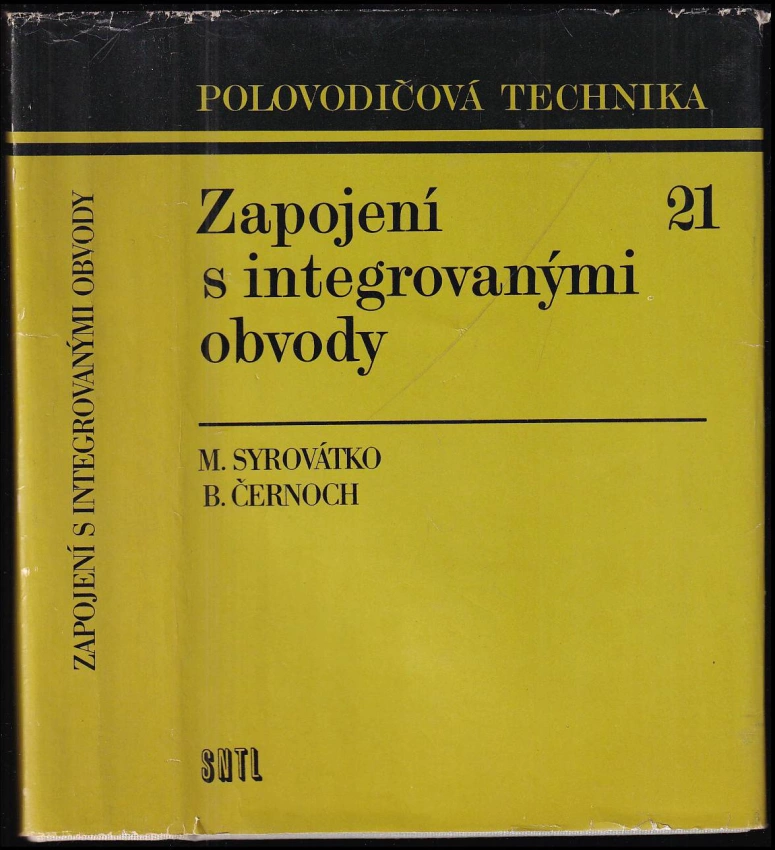 POLOVODIČOVÁ TECHNIKA
Zapojení 21
s integrovanými
obvody
M. SYROVÁTKO
B. ČERNOCH
SNTL
ZAPOJENÍ S INTEGROVANÝMI OBVODY